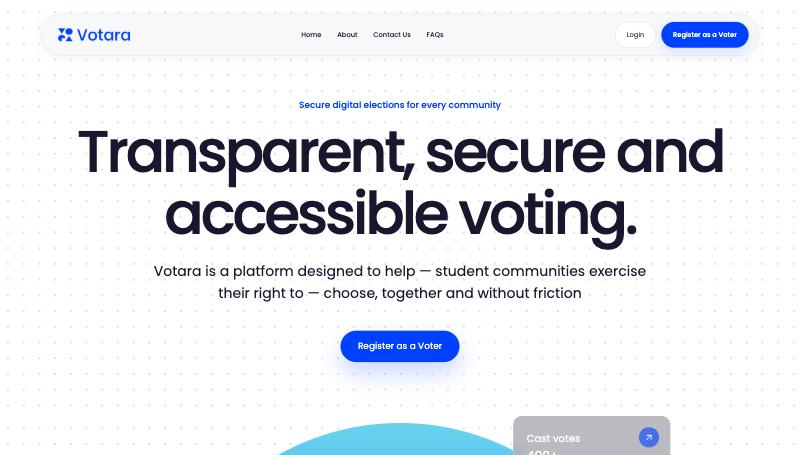 Votara
Home
About
Contact Us
FAQs
Login
Register as a Voter
Secure digital elections for every community
Transparent, secure and
accessible voting.
Votara is a platform designed to help — student communities exercise
their right to — choose, together and without friction
Register as a Voter
Cast votes